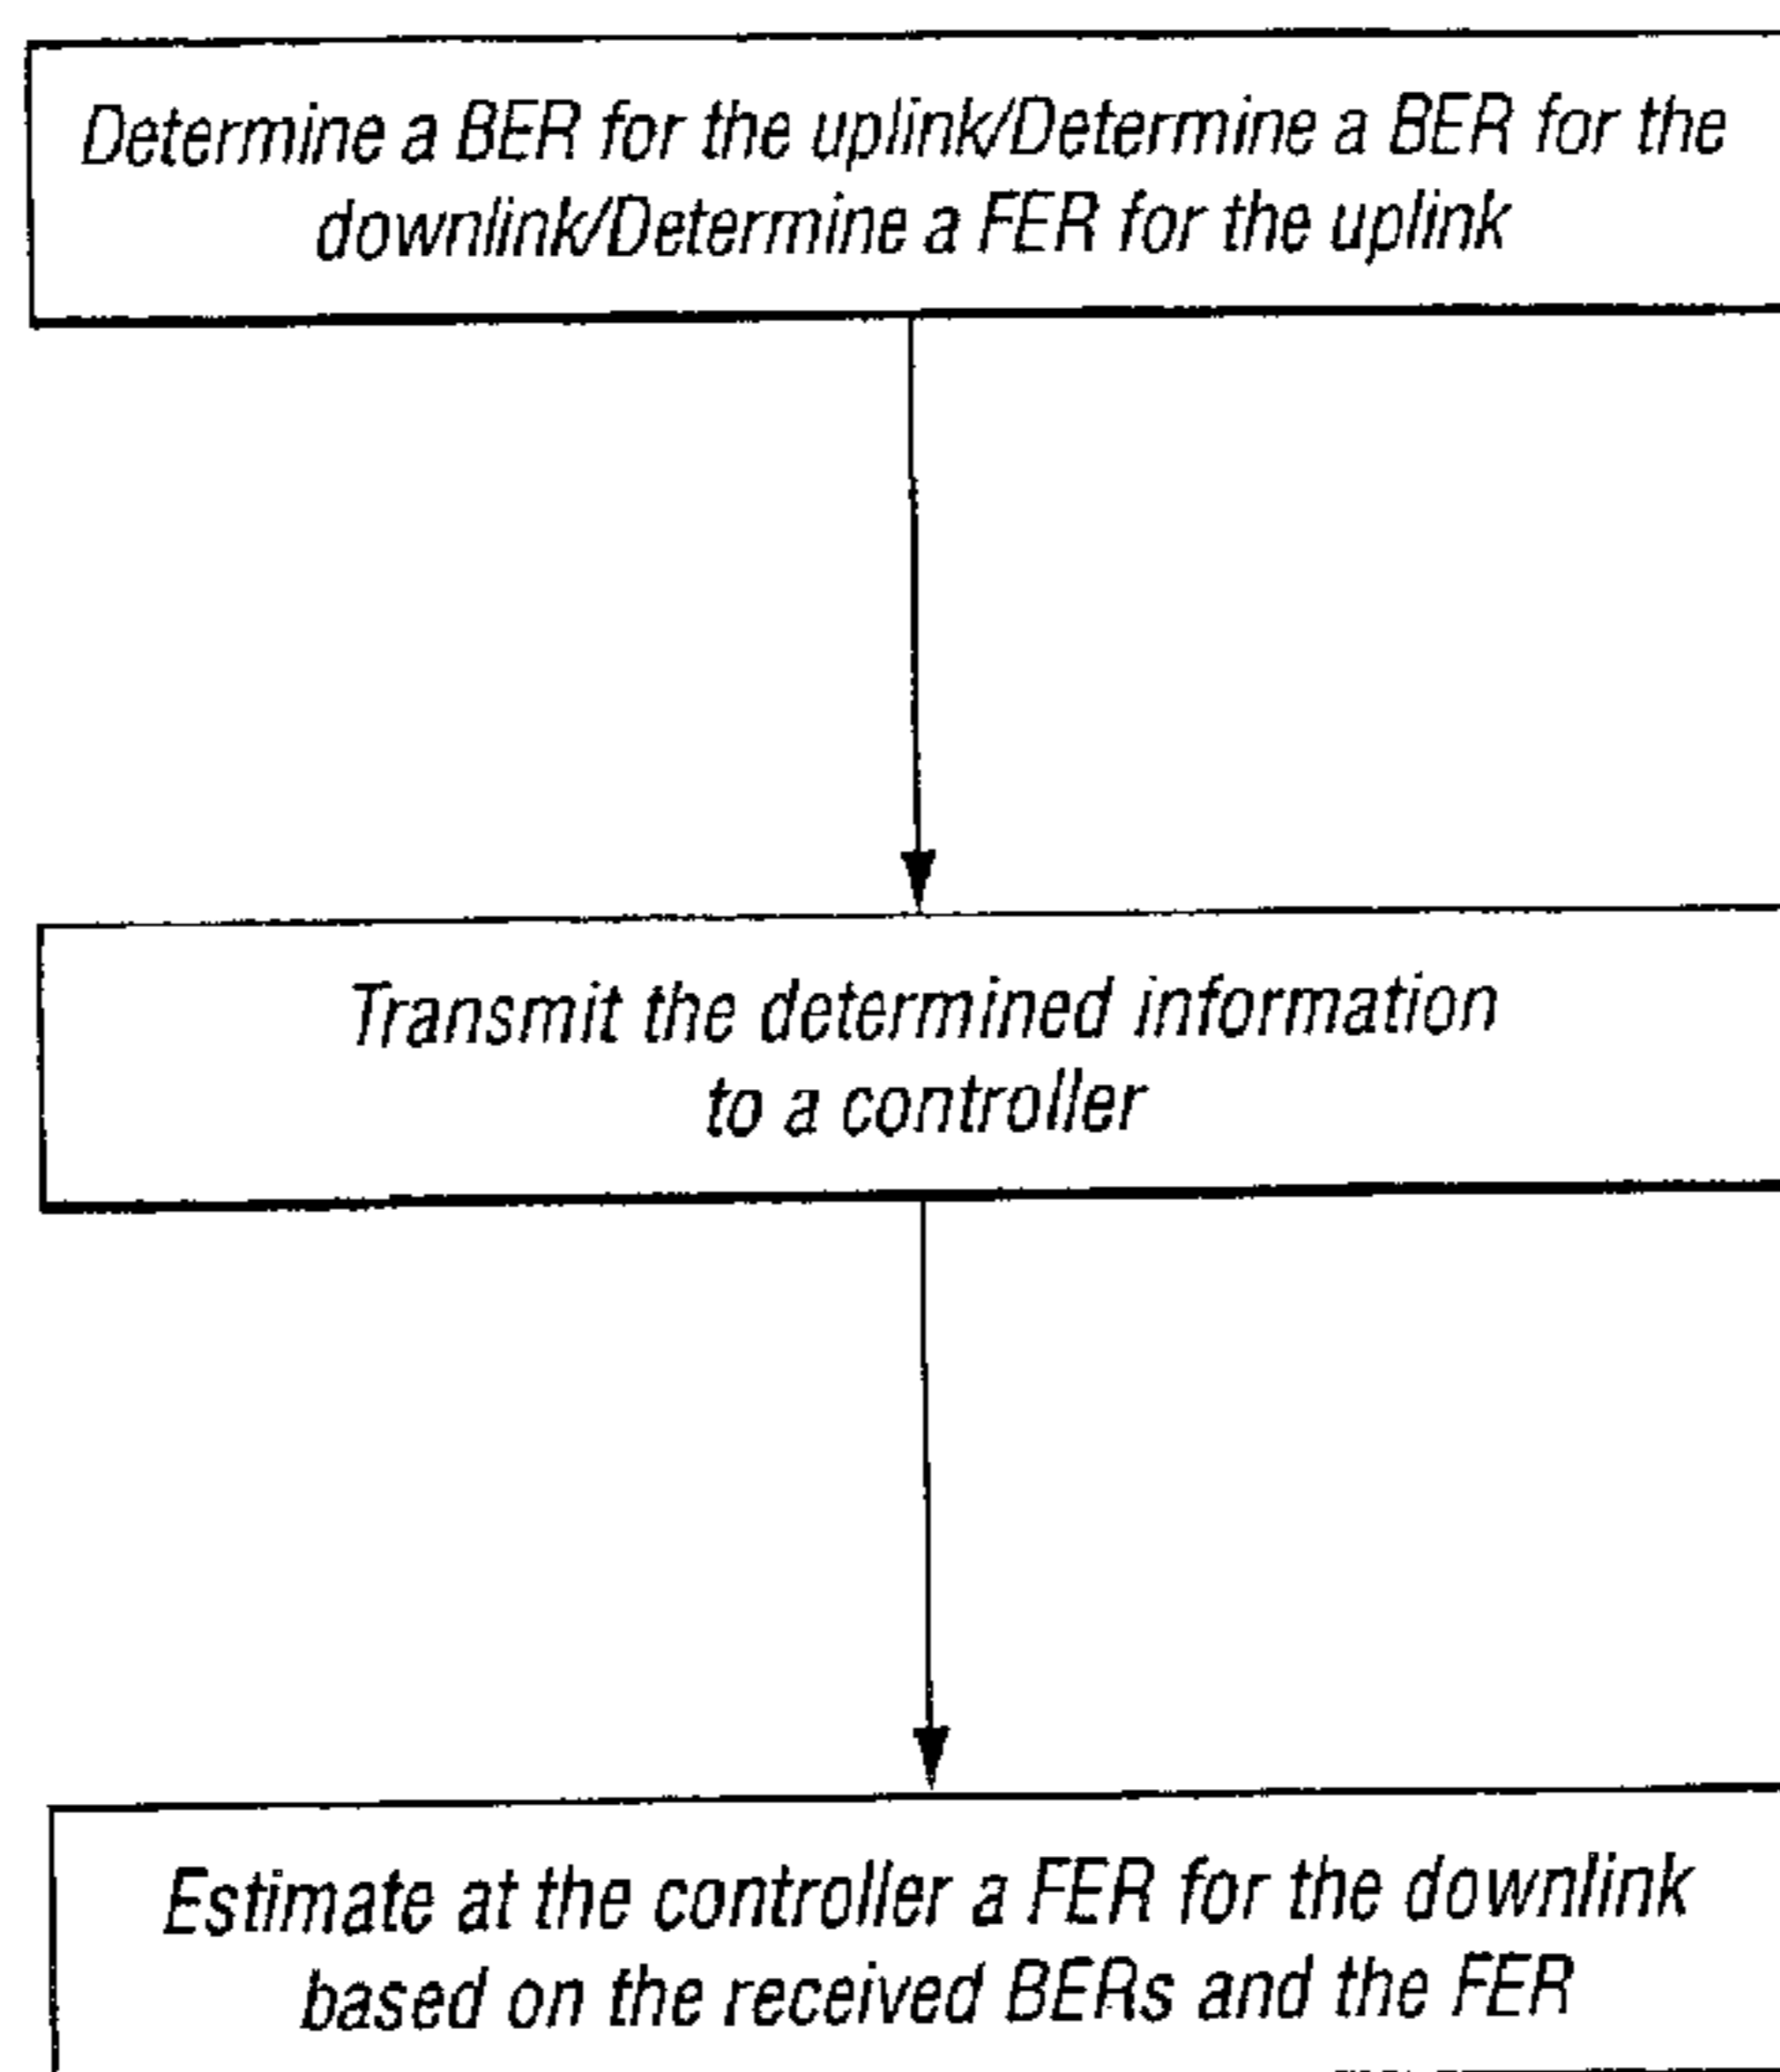 Determine a BER for the uplink/Determine a BER for the
downlink/Determine a FER for the uplink
Transmit the determined information
to a controller
Estimate at the controller a FER for the downlink
based on the received BERs and the FER